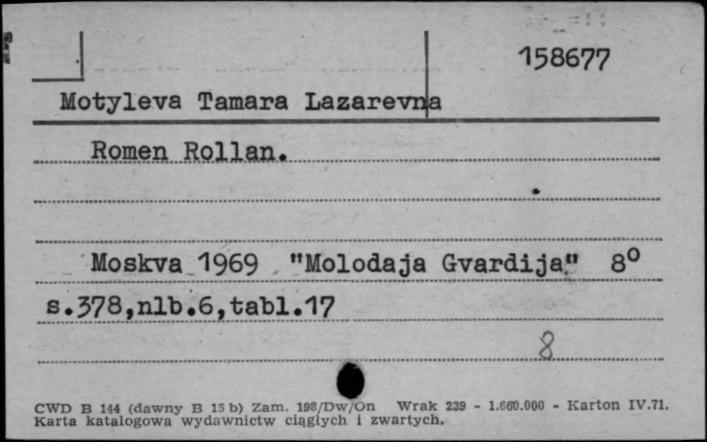 158677
Motyleva Tamara Lazarevna
Romen Rollan.
Moskva 1969 "Molodaja Gvardija" 8°
s.378,nlb.6,tabl.17
8
CWD B 144 (dawny B 15 b) Zam. 198/Dw/On Wrak 239 - 1.660.000 - Karton IV.71.
Karta katalogowa wydawnictw ciągłych i zwartych.